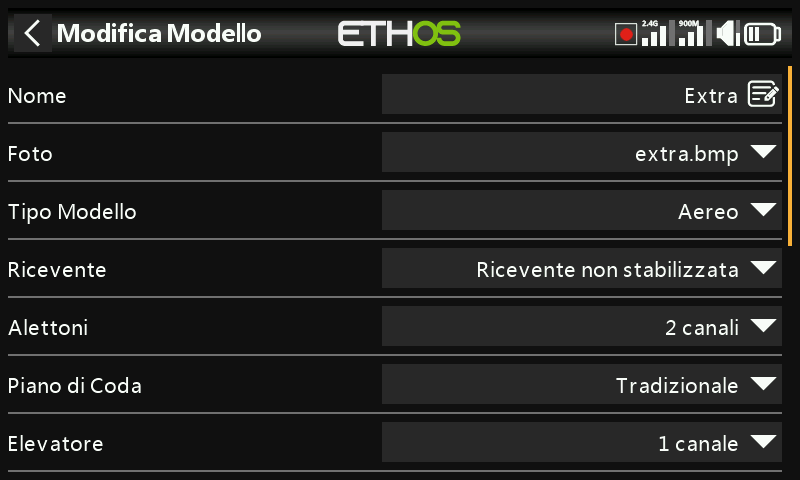 Modifica Modello
ETHOS
2.4G
900M
Nome
Extra
Foto
extra.bmp
Tipo Modello
Aereo
Ricevente
Ricevente non stabilizzata
Alettoni
2 canali
Piano di Coda
Tradizionale
Elevatore
1 canale